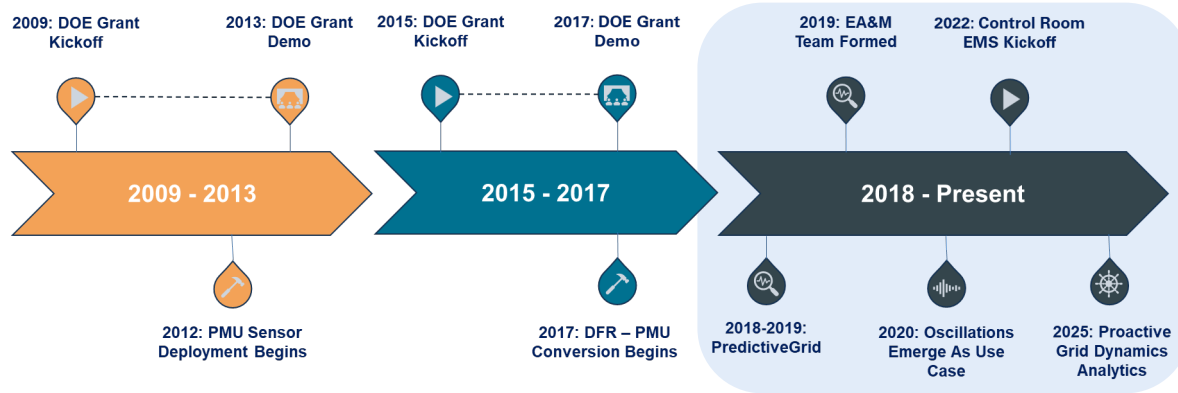 2009: DOE Grant
Kickoff
2013: DOE Grant
Demo
2015: DOE Grant
Kickoff
2017: DOE Grant
Demo
2019: EA&M
Team Formed
2022: Control Room
EMS Kickoff
2009 - 2013
2015 - 2017
2018 - Present
2012: PMU Sensor
Deployment Begins
2017: DFR – PMU
Conversion Begins
2018-2019:
PredictiveGrid
2020: Oscillations
Emerge As Use
Case
2025: Proactive
Grid Dynamics
Analytics